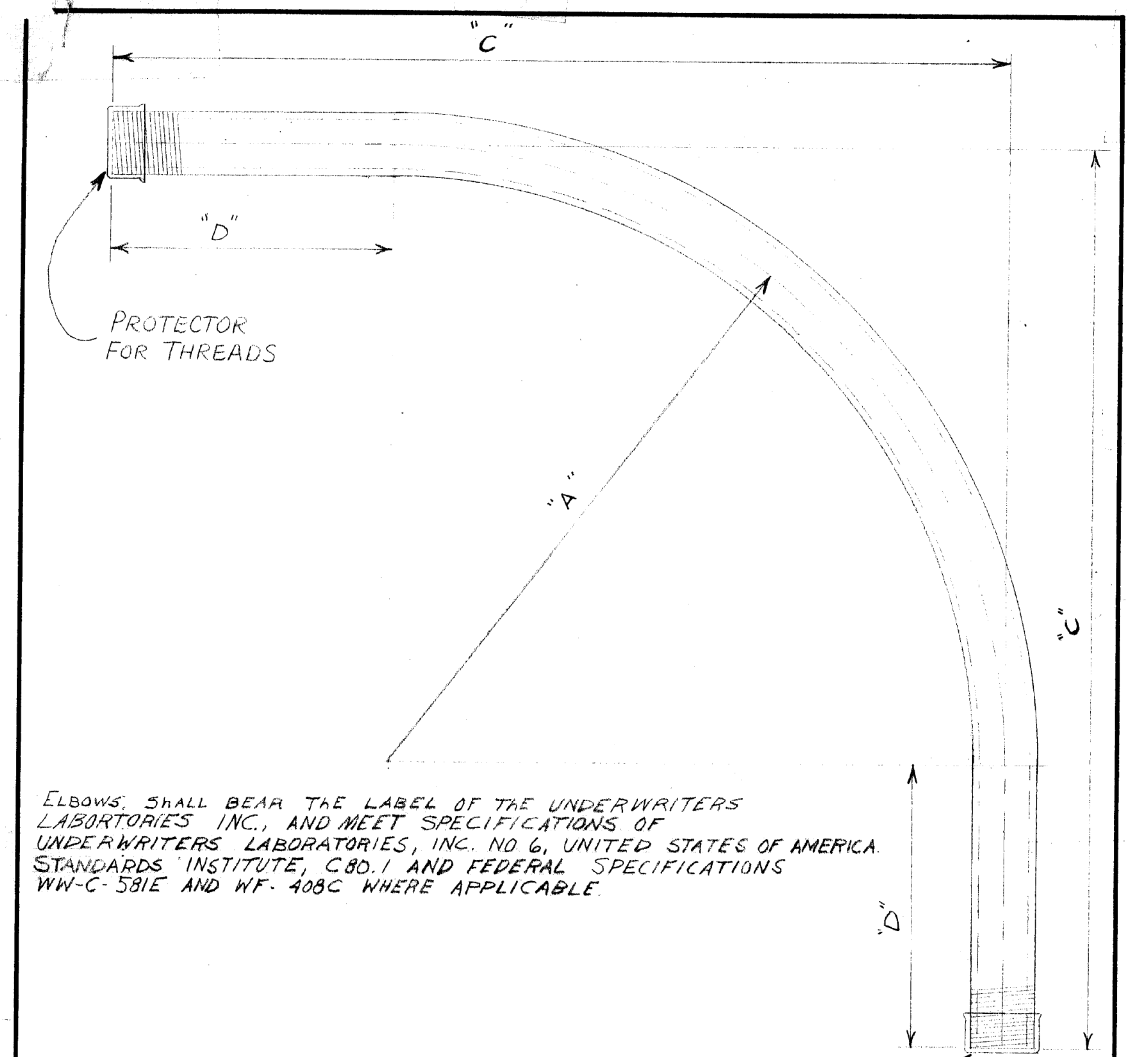 "C"
"D"
PROTECTOR
FOR THREADS
"A"
"C"
ELBOWS, SHALL BEAR THE LABEL OF THE UNDERWRITERS
LABORTORIES INC., AND MEET SPECIFICATIONS OF
UNDERWRITERS LABORATORIES, INC. NO 6, UNITED STATES OF AMERICA.
STANDARDS INSTITUTE, C80.1 AND FEDERAL SPECIFICATIONS
WW-C-581E AND WF-408C WHERE APPLICABLE.
"D"